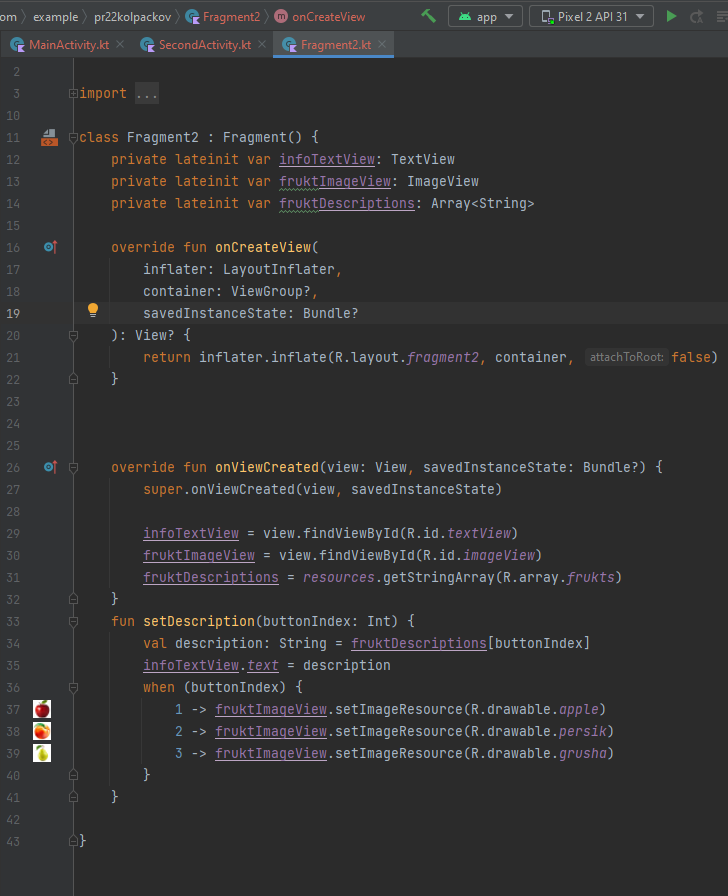 om example pr22kolpackov Fragment2 onCreateView app Pixel 2 API 31
MainActivity.kt SecondActivity.kt Fragment2.kt
2
3 import ...
10
11 class Fragment2 : Fragment() {
12 private lateinit var infoTextView: TextView
13 private lateinit var fruktImageView: ImageView
14 private lateinit var fruktDescriptions: Array<String>
15
16 override fun onCreateView(
17 inflater: LayoutInflater,
18 container: ViewGroup?,
19 savedInstanceState: Bundle?
20 ): View? {
21 return inflater.inflate(R.layout.fragment2, container, attachToRoot: false)
22 }
23
24
25
26 override fun onViewCreated(view: View, savedInstanceState: Bundle?) {
27 super.onViewCreated(view, savedInstanceState)
28
29 infoTextView = view.findViewById(R.id.textView)
30 fruktImageView = view.findViewById(R.id.imageView)
31 fruktDescriptions = resources.getStringArray(R.array.frukts)
32 }
33 fun setDescription(buttonIndex: Int) {
34 val description: String = fruktDescriptions[buttonIndex]
35 infoTextView.text = description
36 when (buttonIndex) {
37 1 -> fruktImageView.setImageResource(R.drawable.apple)
38 2 -> fruktImageView.setImageResource(R.drawable.persik)
39 3 -> fruktImageView.setImageResource(R.drawable.grusha)
40 }
41 }
42
43 }